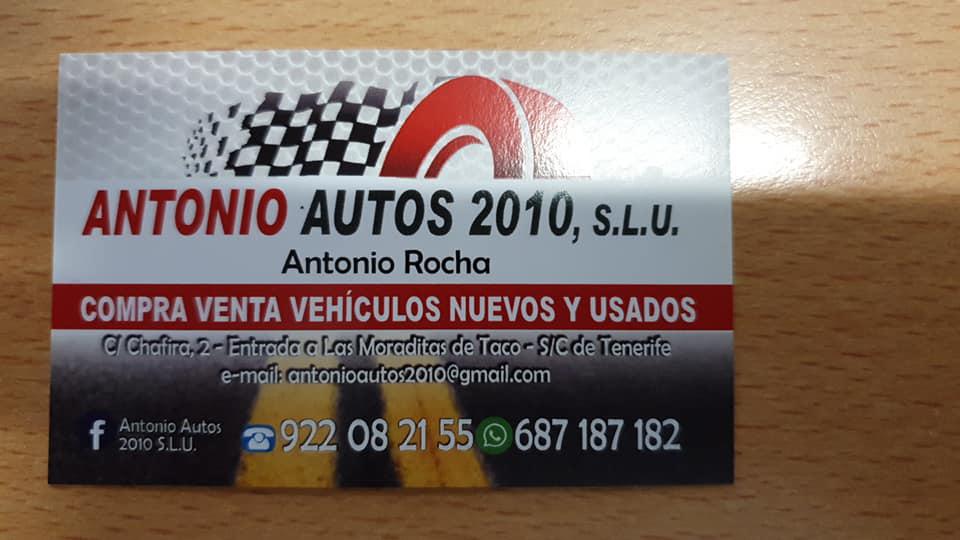 ANTONIO AUTOS 2010, S.L.U.
Antonio Rocha
COMPRA VENTA VEHÍCULOS NUEVOS Y USADOS
C/ Chafira, 2 - Entrada a Las Moraditas de Taco - S/C de Tenerife
e-mail: antonioautos2010@gmail.com
f Antonio Autos
2010 S.L.U.
922 08 21 55 687 187 182